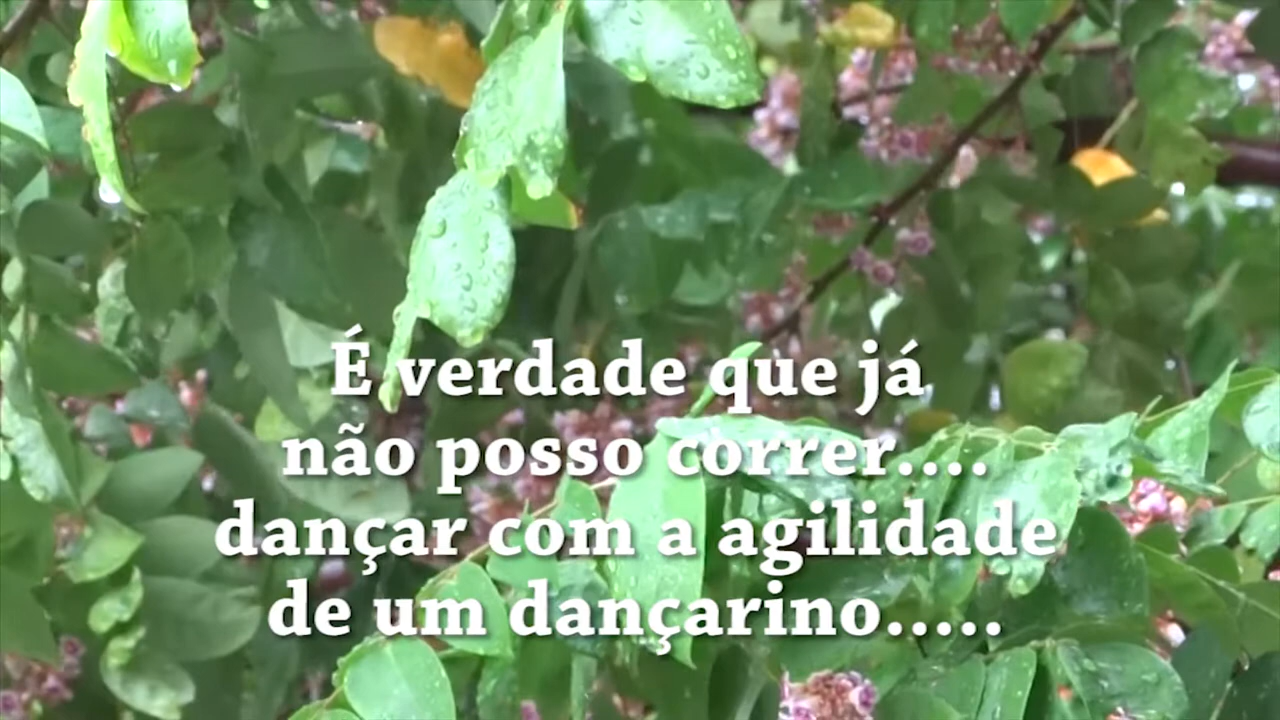 É verdade que já
não posso correr....
dançar com a agilidade
de um dançarino.....